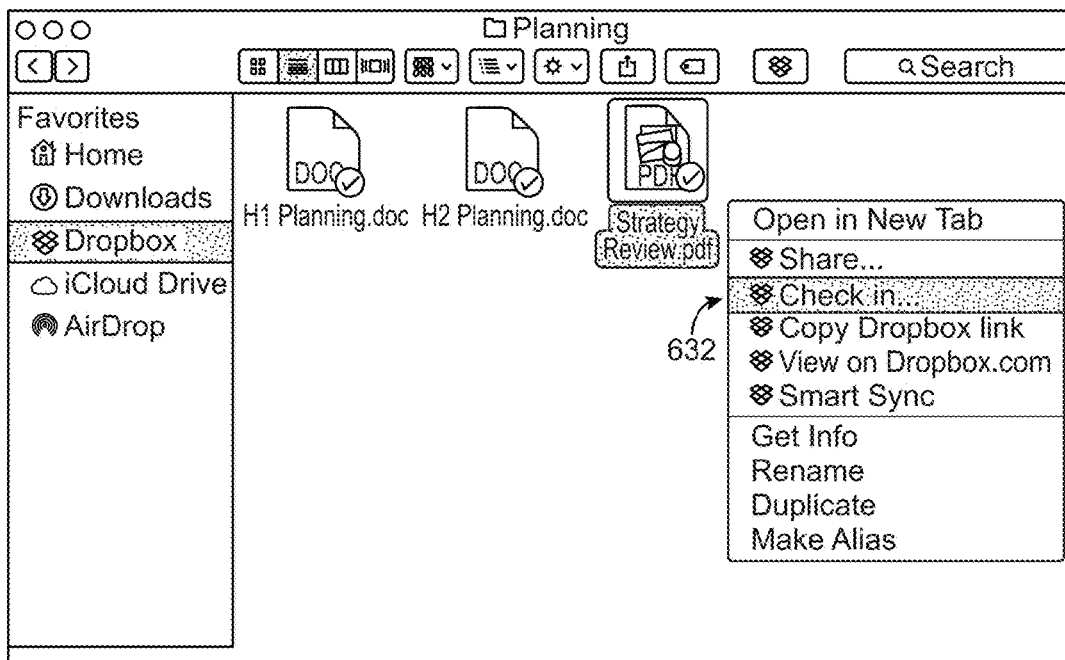 Planning
Search
Favorites
Home
Downloads
Dropbox
iCloud Drive
AirDrop
DOC
H1 Planning.doc
DOC
H2 Planning.doc
PDF
Strategy
Review.pdf
Open in New Tab
Share...
Check in...
632
Copy Dropbox link
View on Dropbox.com
Smart Sync
Get Info
Rename
Duplicate
Make Alias